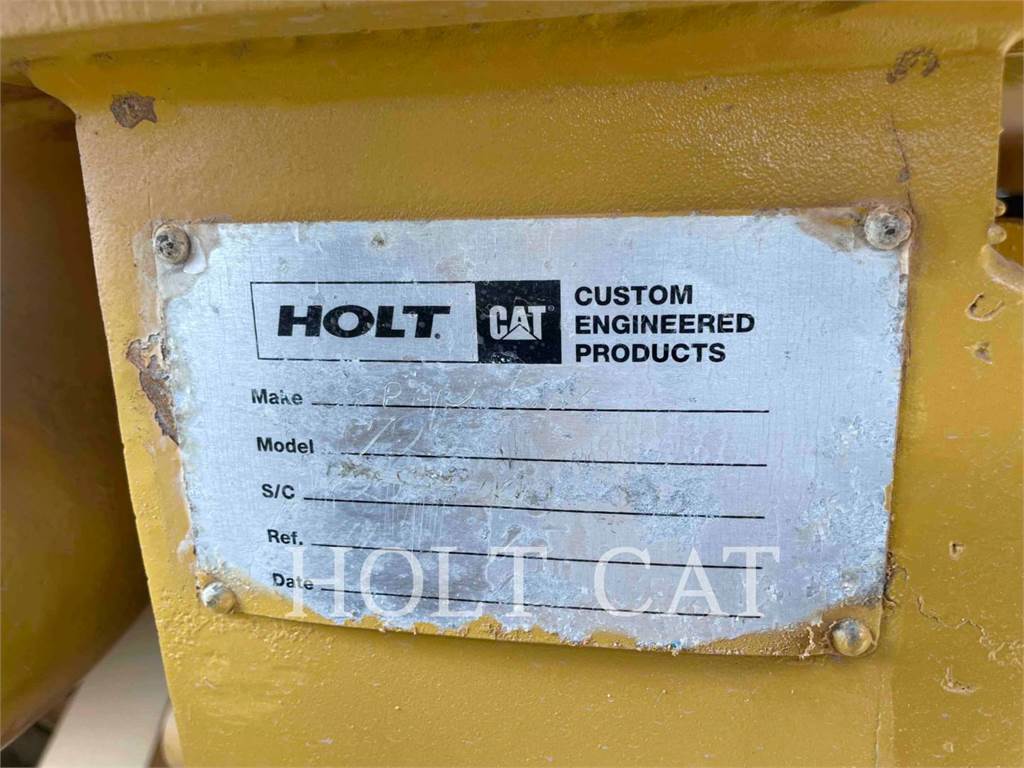 HOLT. CAT® CUSTOM
ENGINEERED
PRODUCTS
Make
Model
S/C
Ref.
Date
HOLT CAT